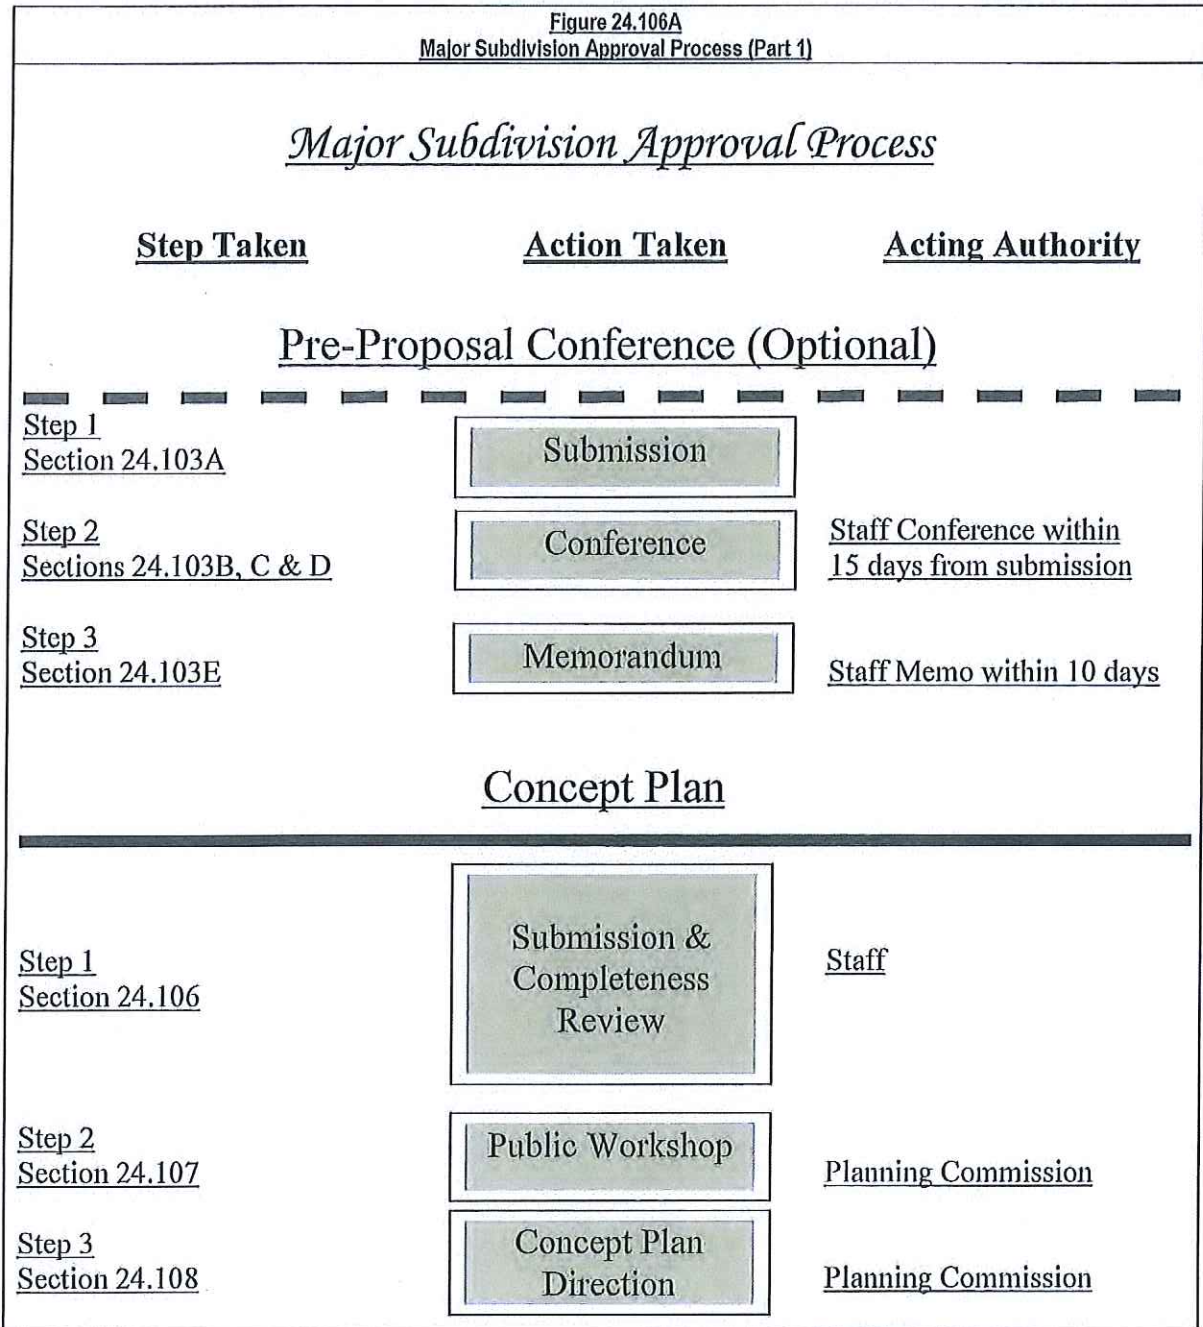 Figure 24.106A
Major Subdivision Approval Process (Part 1)
Major Subdivision Approval Process
Step Taken
Action Taken
Acting Authority
Pre-Proposal Conference (Optional)
Step 1
Section 24.103A
Submission
Step 2
Sections 24.103B, C & D
Conference
Staff Conference within
15 days from submission
Step 3
Section 24.103E
Memorandum
Staff Memo within 10 days
Concept Plan
Step 1
Section 24.106
Submission &
Completeness
Review
Staff
Step 2
Section 24.107
Public Workshop
Planning Commission
Step 3
Section 24.108
Concept Plan
Direction
Planning Commission